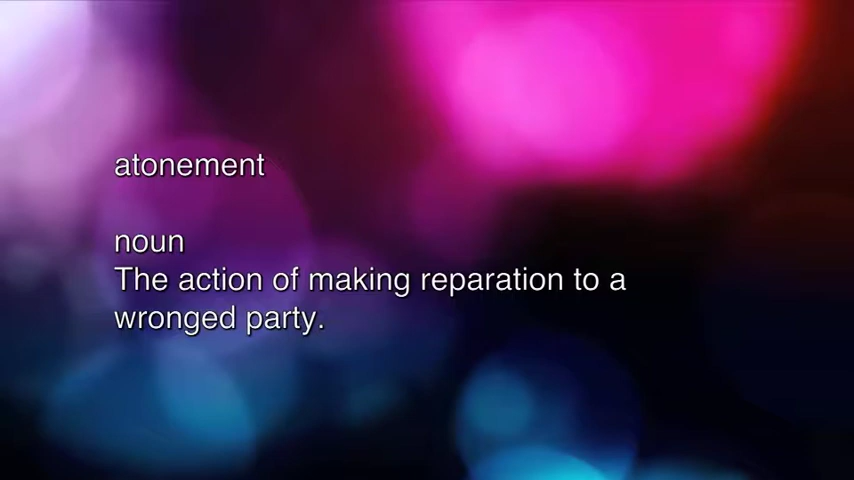 atonement
noun
The action of making reparation to a
wronged party.